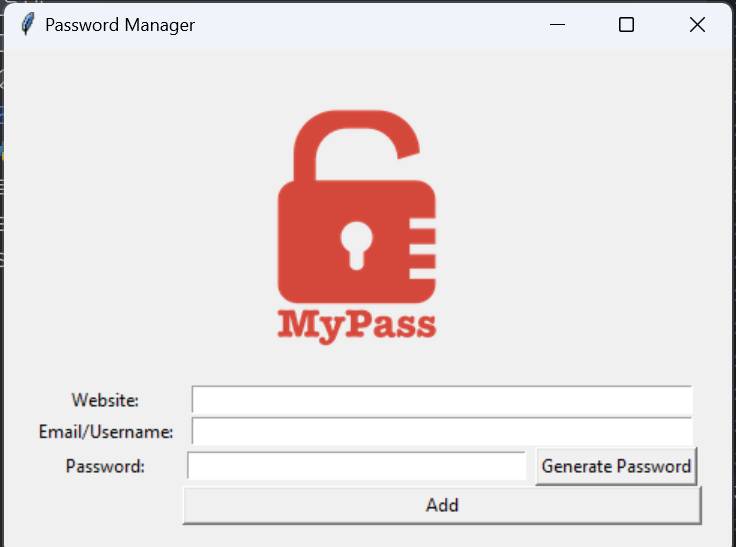 Password Manager
MyPass
Website:
Email/Username:
Password:
Generate Password
Add